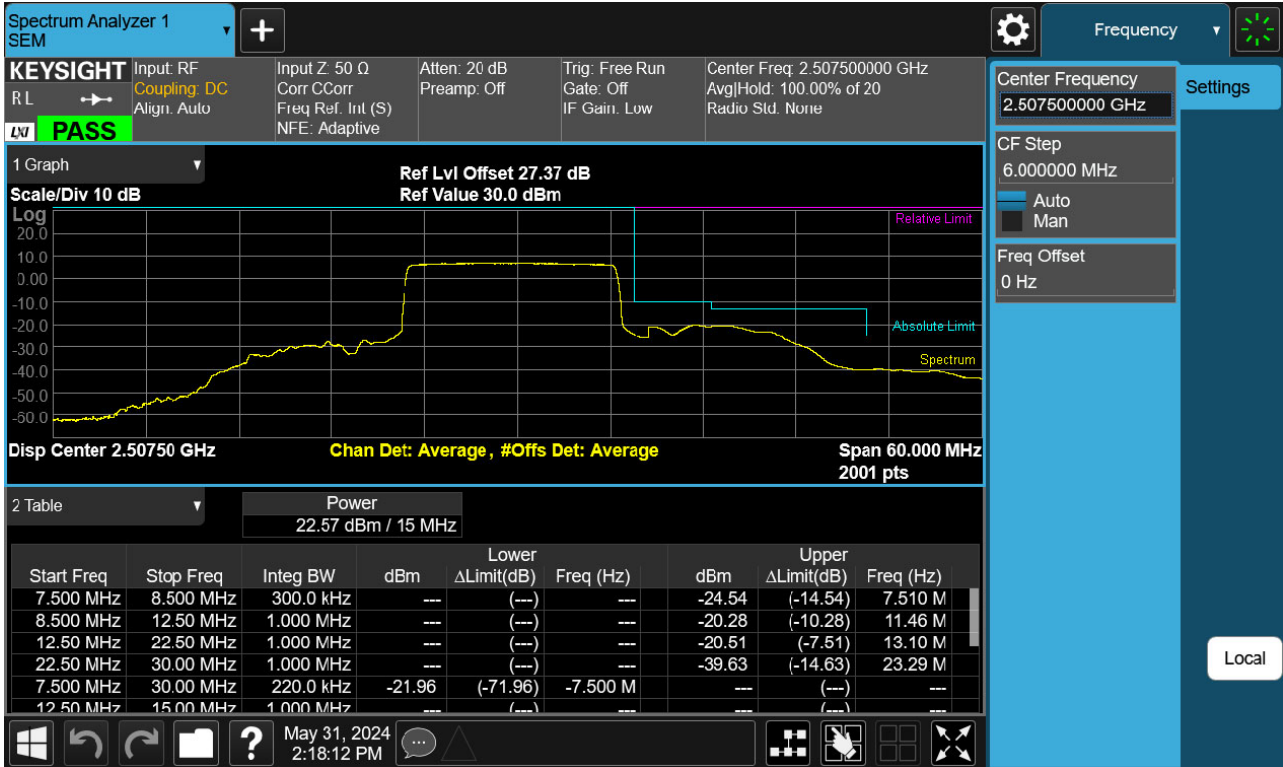 Spectrum Analyzer 1
SEM
Frequency
KEYSIGHT
RL
LXI
PASS
Input: RF
Coupling: DC
Align: Auto
Input Z: 50 Ω
Corr CCorr
Freq Ref: Int (S)
NFE: Adaptive
Atten: 20 dB
Preamp: Off
Trig: Free Run
Gate: Off
IF Gain: Low
Center Freq: 2.507500000 GHz
Avg|Hold: 100.00% of 20
Radio Std: None
Center Frequency
2.507500000 GHz
Settings
CF Step
6.000000 MHz
Auto
Man
Freq Offset
0 Hz
1 Graph
Scale/Div 10 dB
Ref Lvl Offset 27.37 dB
Ref Value 30.0 dBm
Log
20.0
10.0
0.00
-10.0
-20.0
-30.0
-40.0
-50.0
-60.0
Relative Limit
Absolute Limit
Spectrum
Disp Center 2.50750 GHz
Chan Det: Average , #Offs Det: Average
Span 60.000 MHz
2001 pts
2 Table
Power
22.57 dBm / 15 MHz
Lower Upper
Start Freq Stop Freq Integ BW dBm ΔLimit(dB) Freq (Hz) dBm ΔLimit(dB) Freq (Hz)
7.500 MHz 8.500 MHz 300.0 kHz --- (---) --- -24.54 (-14.54) 7.510 M
8.500 MHz 12.50 MHz 1.000 MHz --- (---) --- -20.28 (-10.28) 11.46 M
12.50 MHz 22.50 MHz 1.000 MHz --- (---) --- -20.51 (-7.51) 13.10 M
22.50 MHz 30.00 MHz 1.000 MHz --- (---) --- -39.63 (-14.63) 23.29 M
7.500 MHz 30.00 MHz 220.0 kHz -21.96 (-71.96) -7.500 M --- (---) ---
12.50 MHz 15.00 MHz 1.000 MHz --- (---) --- --- (---) ---
Local
?
May 31, 2024
2:18:12 PM